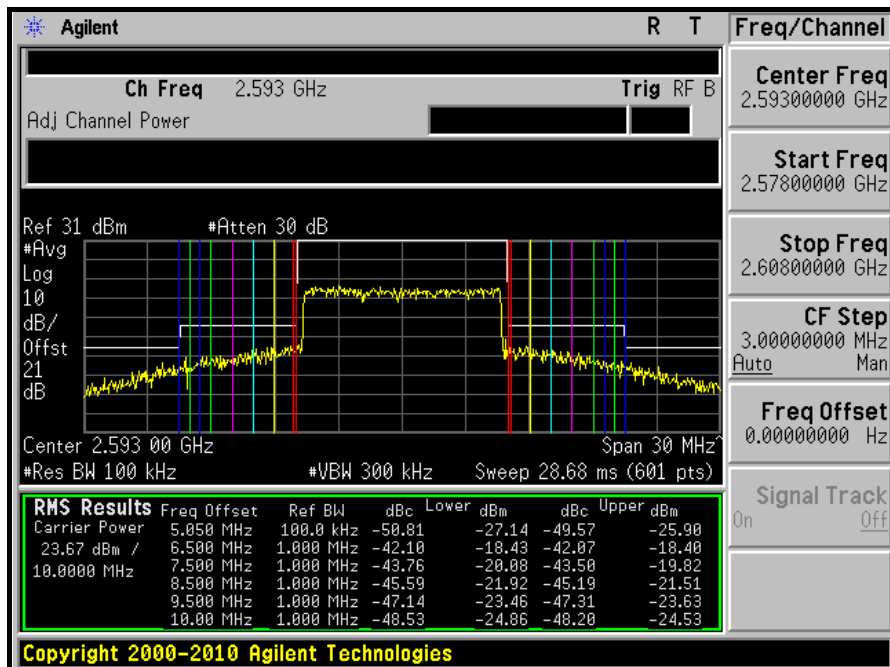 Agilent R T
Freq/Channel
Ch Freq 2.593 GHz Trig RF B
Adj Channel Power
Center Freq
2.59300000 GHz
Start Freq
2.57800000 GHz
Stop Freq
2.60800000 GHz
CF Step
3.00000000 MHz
Auto Man
Freq Offset
0.00000000 Hz
Signal Track
On Off
Ref 31 dBm #Atten 30 dB
#Avg
Log
10
dB/
Offst
21
dB
Center 2.593 00 GHz Span 30 MHz^
#Res BW 100 kHz #VBW 300 kHz Sweep 28.68 ms (601 pts)
RMS Results Freq Offset Ref BW dBc Lower dBm dBc Upper dBm
Carrier Power 5.050 MHz 100.0 kHz -50.81 -27.14 -49.57 -25.90
23.67 dBm / 6.500 MHz 1.000 MHz -42.10 -18.43 -42.07 -18.40
10.0000 MHz 7.500 MHz 1.000 MHz -43.76 -20.08 -43.50 -19.82
8.500 MHz 1.000 MHz -45.59 -21.92 -45.19 -21.51
9.500 MHz 1.000 MHz -47.14 -23.46 -47.31 -23.63
10.00 MHz 1.000 MHz -48.53 -24.86 -48.20 -24.53
Copyright 2000-2010 Agilent Technologies